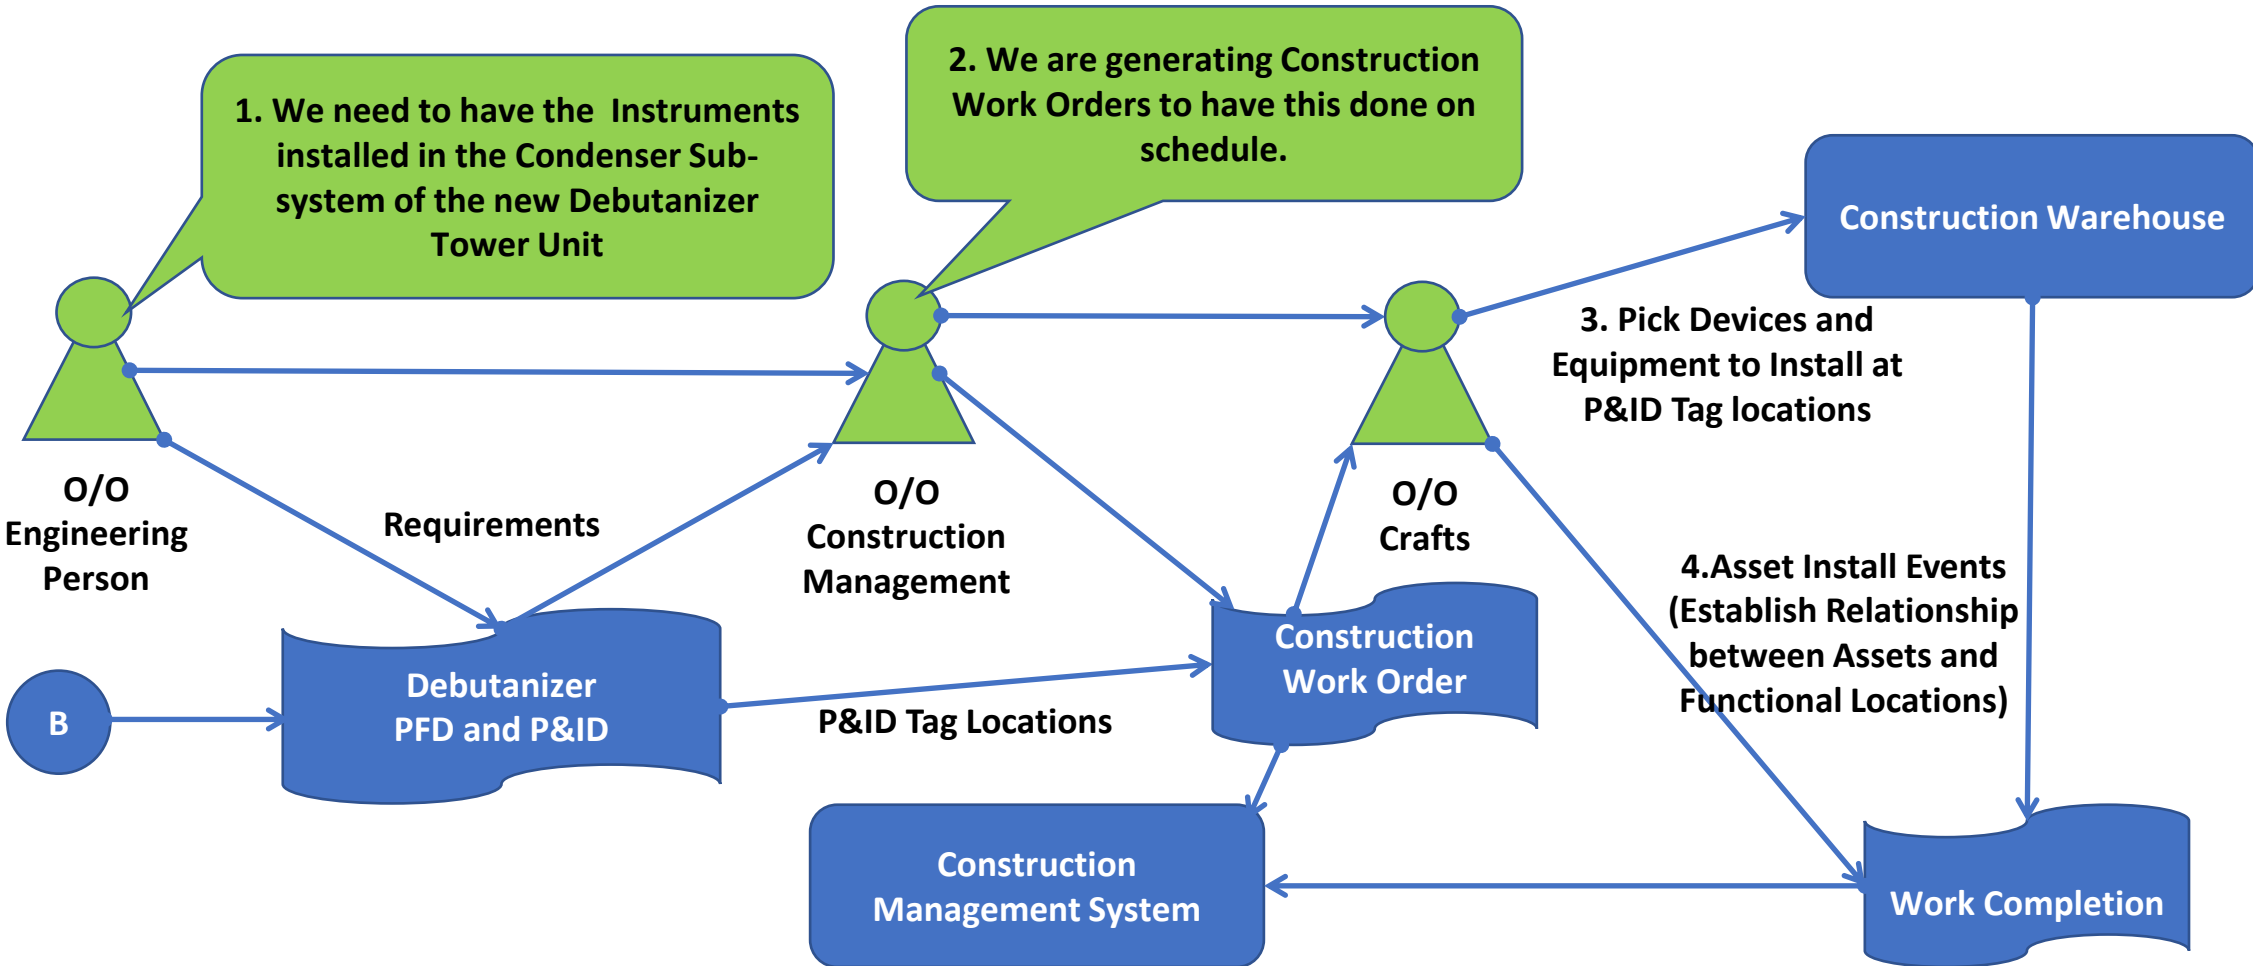 1. We need to have the  Instruments
installed in the Condenser Sub-
system of the new Debutanizer
Tower Unit
2. We are generating Construction
Work Orders to have this done on
schedule.
Construction Warehouse
3. Pick Devices and
Equipment to Install at
P&ID Tag locations
O/O
Engineering
Person
Requirements
O/O
Construction
Management
O/O
Crafts
4.Asset Install Events
(Establish Relationship
between Assets and
Functional Locations)
B
Debutanizer
PFD and P&ID
P&ID Tag Locations
Construction
Work Order
Construction
Management System
Work Completion